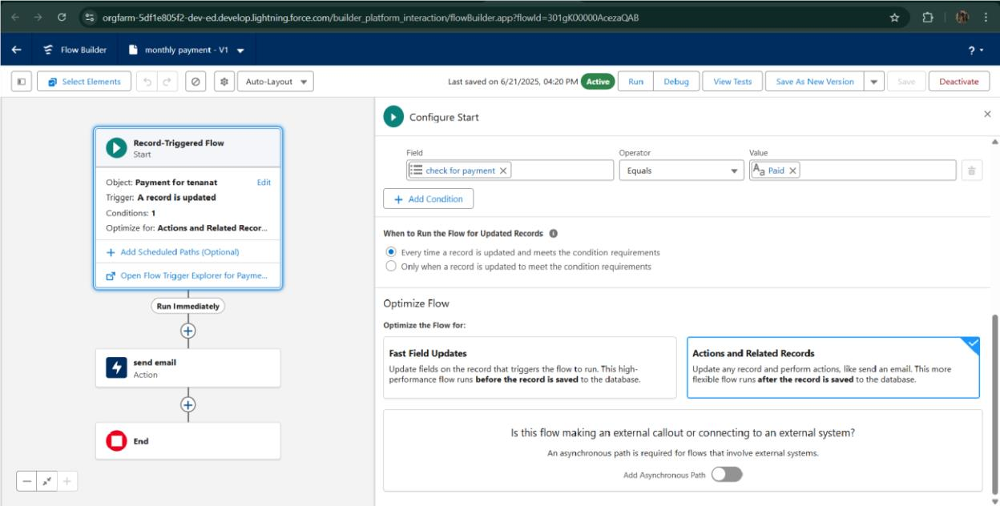 orgfarm-5df1e805f2-dev-ed.develop.lightning.force.com/builder_platform_interaction/flowBuilder.app?flowId=301gK00000AcezaQAB
Flow Builder
monthly payment - V1
?
Select Elements
Auto-Layout
Last saved on 6/21/2025, 04:20 PM
Active
Run
Debug
View Tests
Save As New Version
Save
Deactivate
Record-Triggered Flow
Start
Object: Payment for tenanat
Edit
Trigger: A record is updated
Conditions: 1
Optimize for: Actions and Related Recor...
+ Add Scheduled Paths (Optional)
Open Flow Trigger Explorer for Payme...
Run Immediately
send email
Action
End
Configure Start
Field
Operator
Value
check for payment
Equals
Aa Paid
+ Add Condition
When to Run the Flow for Updated Records
Every time a record is updated and meets the condition requirements
Only when a record is updated to meet the condition requirements
Optimize Flow
Optimize the Flow for:
Fast Field Updates
Update fields on the record that triggers the flow to run. This high-
performance flow runs before the record is saved to the database.
Actions and Related Records
Update any record and perform actions, like send an email. This more
flexible flow runs after the record is saved to the database.
Is this flow making an external callout or connecting to an external system?
An asynchronous path is required for flows that involve external systems.
Add Asynchronous Path